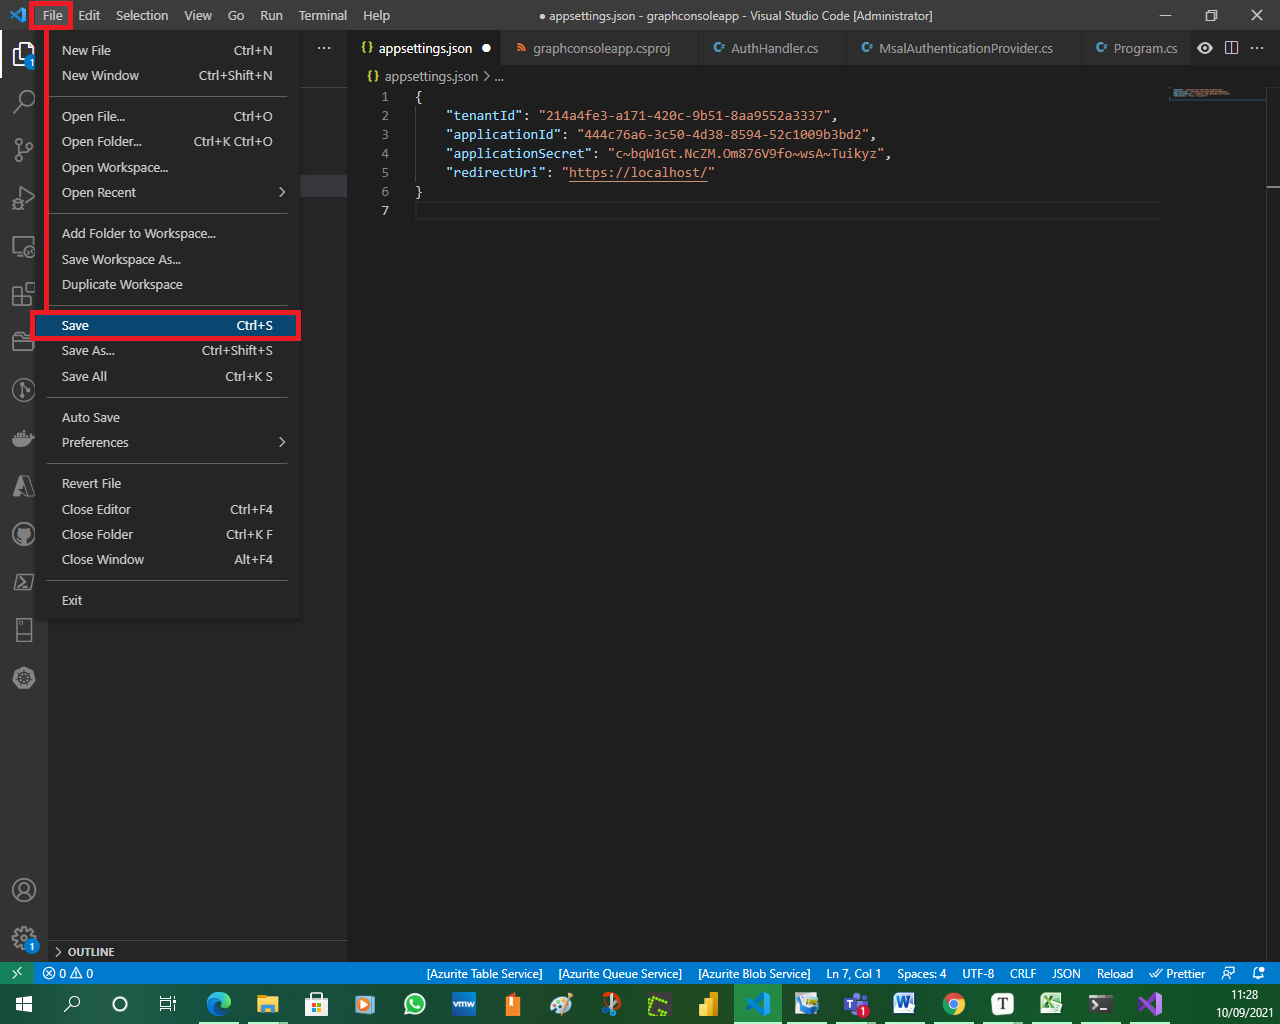 File Edit Selection View Go Run Terminal Help
● appsettings.json - graphconsoleapp - Visual Studio Code [Administrator]
New File Ctrl+N
New Window Ctrl+Shift+N
Open File... Ctrl+O
Open Folder... Ctrl+K Ctrl+O
Open Workspace...
Open Recent
Add Folder to Workspace...
Save Workspace As...
Duplicate Workspace
Save Ctrl+S
Save As... Ctrl+Shift+S
Save All Ctrl+K S
Auto Save
Preferences
Revert File
Close Editor Ctrl+F4
Close Folder Ctrl+K F
Close Window Alt+F4
Exit
{} appsettings.json ● graphconsoleapp.csproj C# AuthHandler.cs C# MsalAuthenticationProvider.cs C# Program.cs
{} appsettings.json > ...
1 {
2 "tenantId": "214a4fe3-a171-420c-9b51-8aa9552a3337",
3 "applicationId": "444c76a6-3c50-4d38-8594-52c1009b3bd2",
4 "applicationSecret": "c~bqW1Gt.NcZM.Om876V9fo~wsA~Tuikyz",
5 "redirectUri": "https://localhost/"
6 }
7
1
1
OUTLINE
0 0 [Azurite Table Service] [Azurite Queue Service] [Azurite Blob Service] Ln 7, Col 1 Spaces: 4 UTF-8 CRLF JSON Reload Prettier
vmw
T
1
11:28
10/09/2021